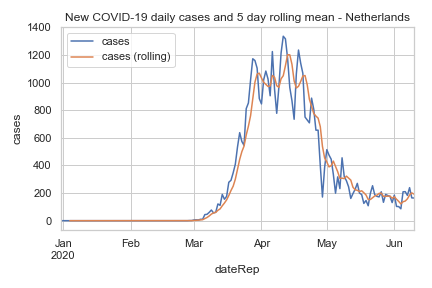 New COVID-19 daily cases and 5 day rolling mean - Netherlands
1400
cases
cases (rolling)
1200
1000
800
600
400
200
0
cases
Jan
2020
Feb
Mar
Apr
May
Jun
dateRep